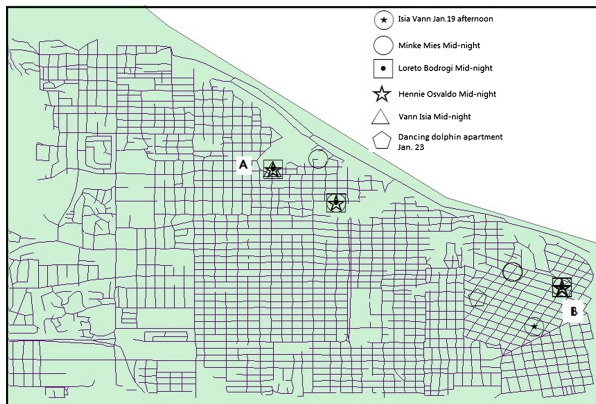 Isia Vann Jan.19 afternoon
Minke Mies Mid-night
Loreto Bodrogi Mid-night
Hennie Osvaldo Mid-night
Vann Isia Mid-night
Dancing dolphin apartment
Jan. 23
A
B